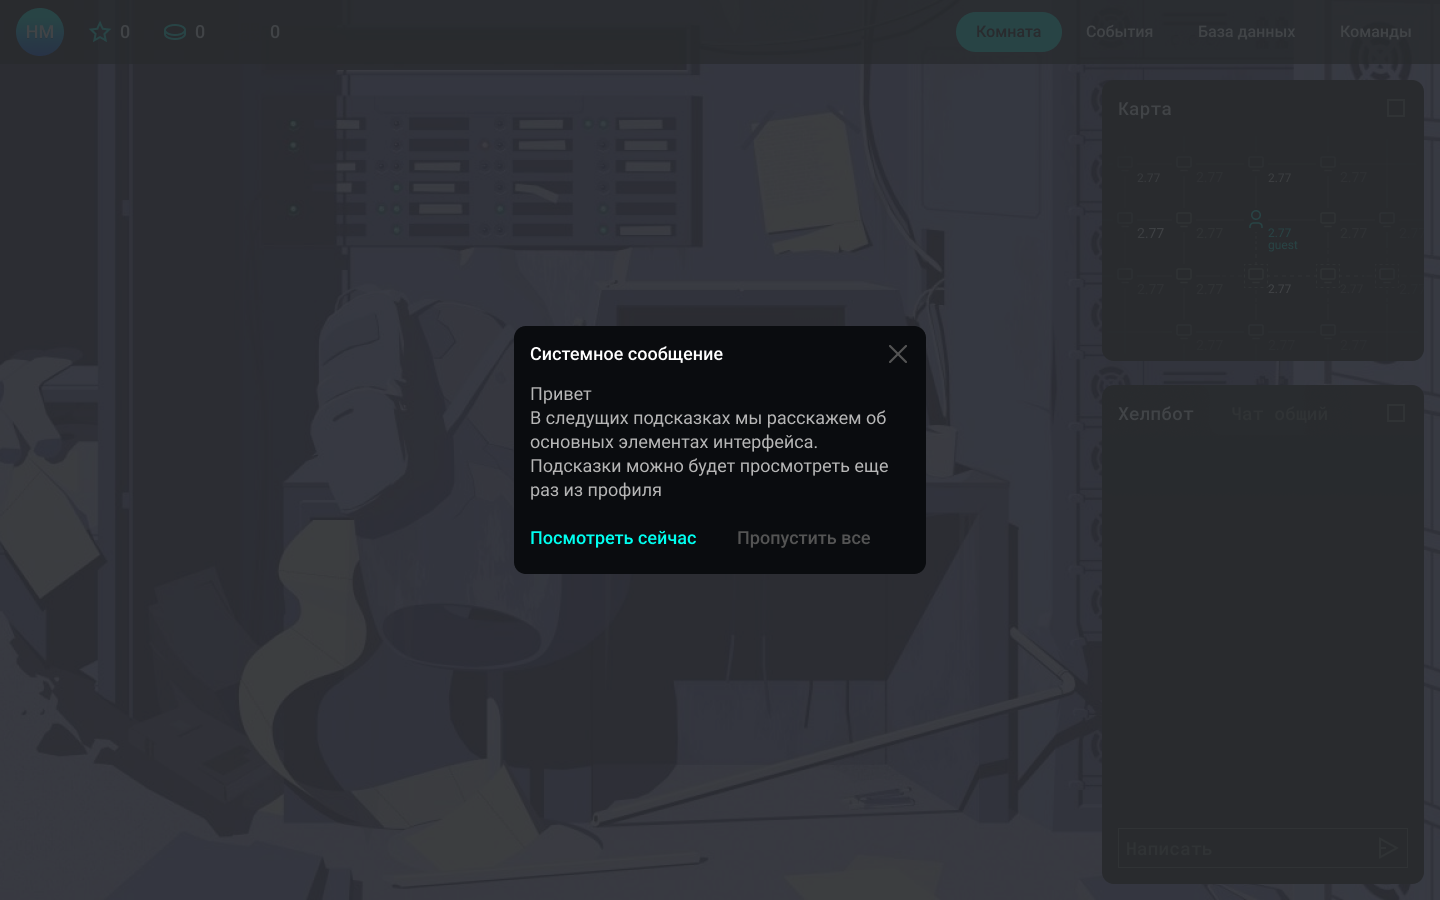 НМ
0
0
0
Комната
События
База данных
Команды
Карта
2.77
2.77
2.77
2.77
2.77
2.77
2.77
guest
2.77
2.77
2.77
2.77
2.77
Системное сообщение
Привет
В следущих подсказках мы расскажем об
основных элементах интерфейса.
Подсказки можно будет просмотреть еще
раз из профиля
Посмотреть сейчас
Пропустить все
Хелпбот
Чат общий
Написать